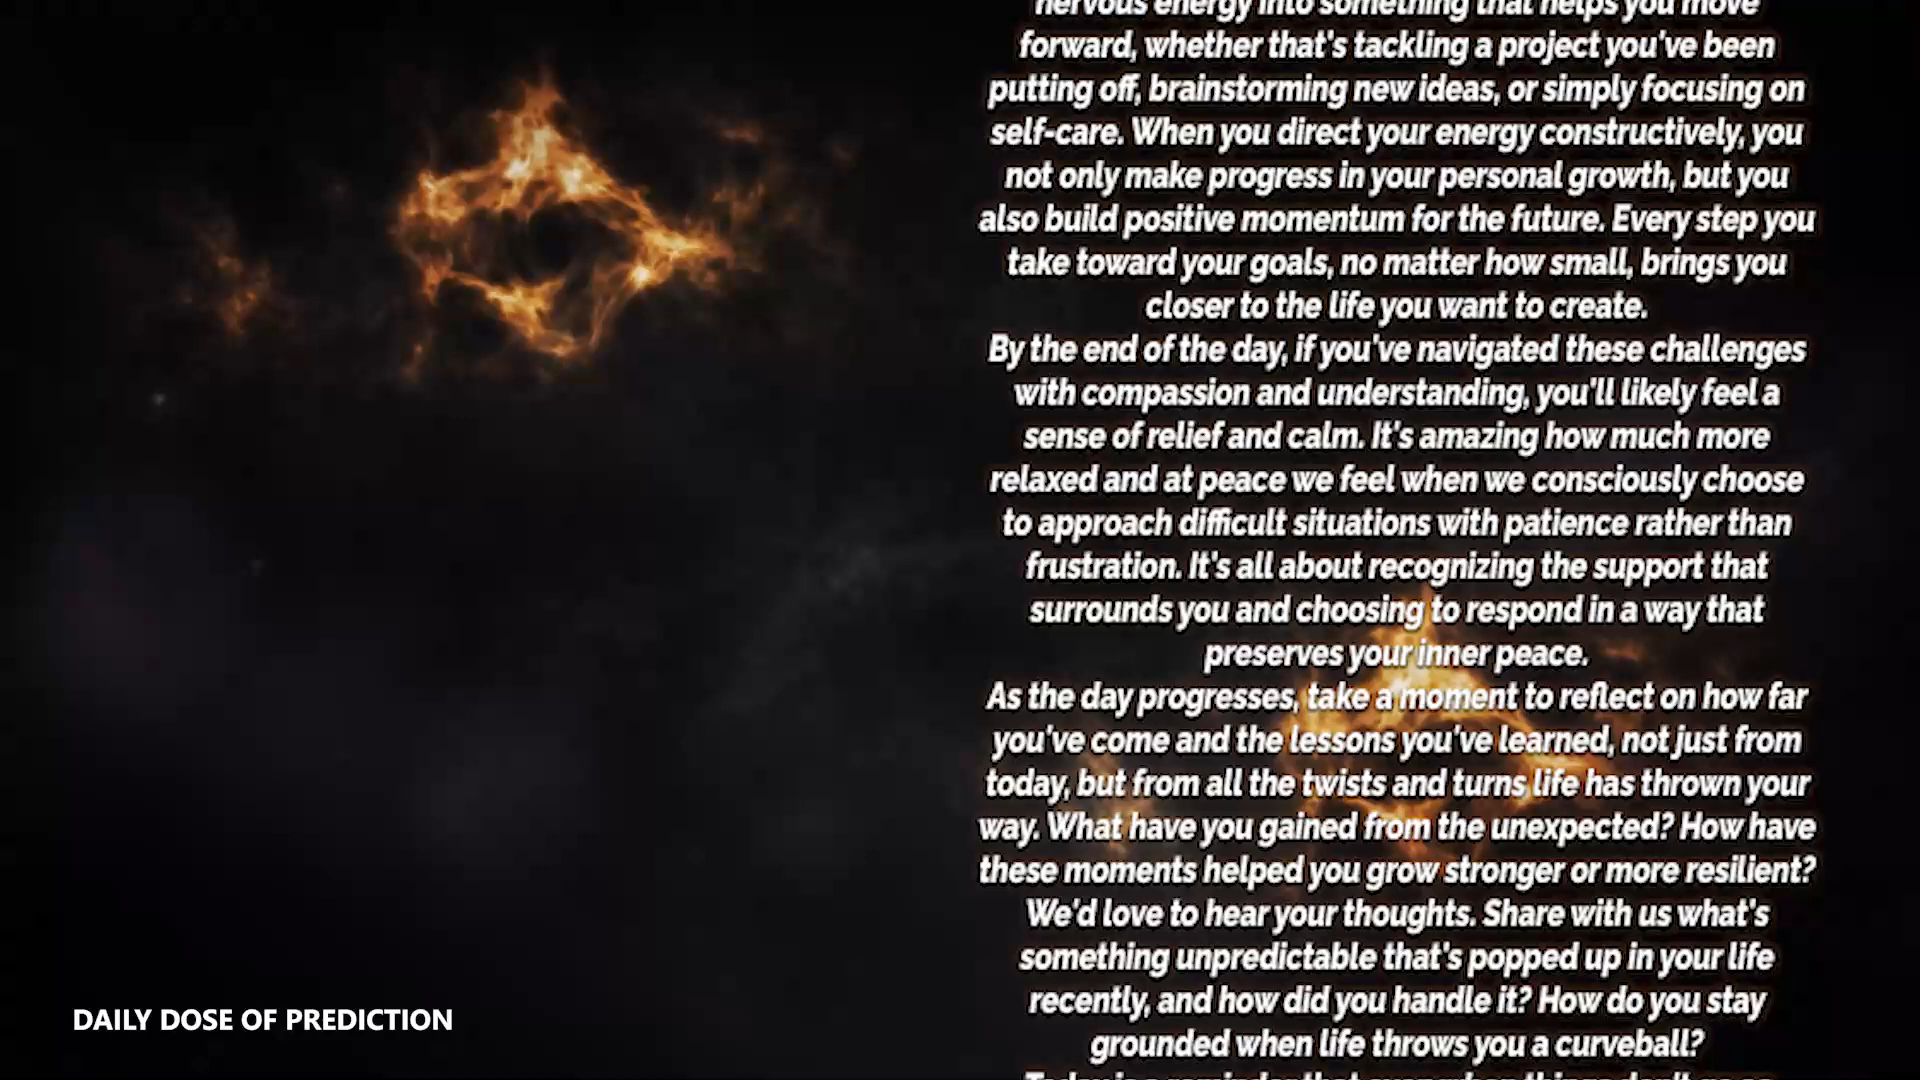 nervous energy into something that helps you move
forward, whether that's tackling a project you've been
putting off, brainstorming new ideas, or simply focusing on
self-care. When you direct your energy constructively, you
not only make progress in your personal growth, but you
also build positive momentum for the future. Every step you
take toward your goals, no matter how small, brings you
closer to the life you want to create.
By the end of the day, if you've navigated these challenges
with compassion and understanding, you'll likely feel a
sense of relief and calm. It's amazing how much more
relaxed and at peace we feel when we consciously choose
to approach difficult situations with patience rather than
frustration. It's all about recognizing the support that
surrounds you and choosing to respond in a way that
preserves your inner peace.
As the day progresses, take a moment to reflect on how far
you've come and the lessons you've learned, not just from
today, but from all the twists and turns life has thrown your
way. What have you gained from the unexpected? How have
these moments helped you grow stronger or more resilient?
We'd love to hear your thoughts. Share with us what's
something unpredictable that's popped up in your life
recently, and how did you handle it? How do you stay
grounded when life throws you a curveball?
DAILY DOSE OF PREDICTION